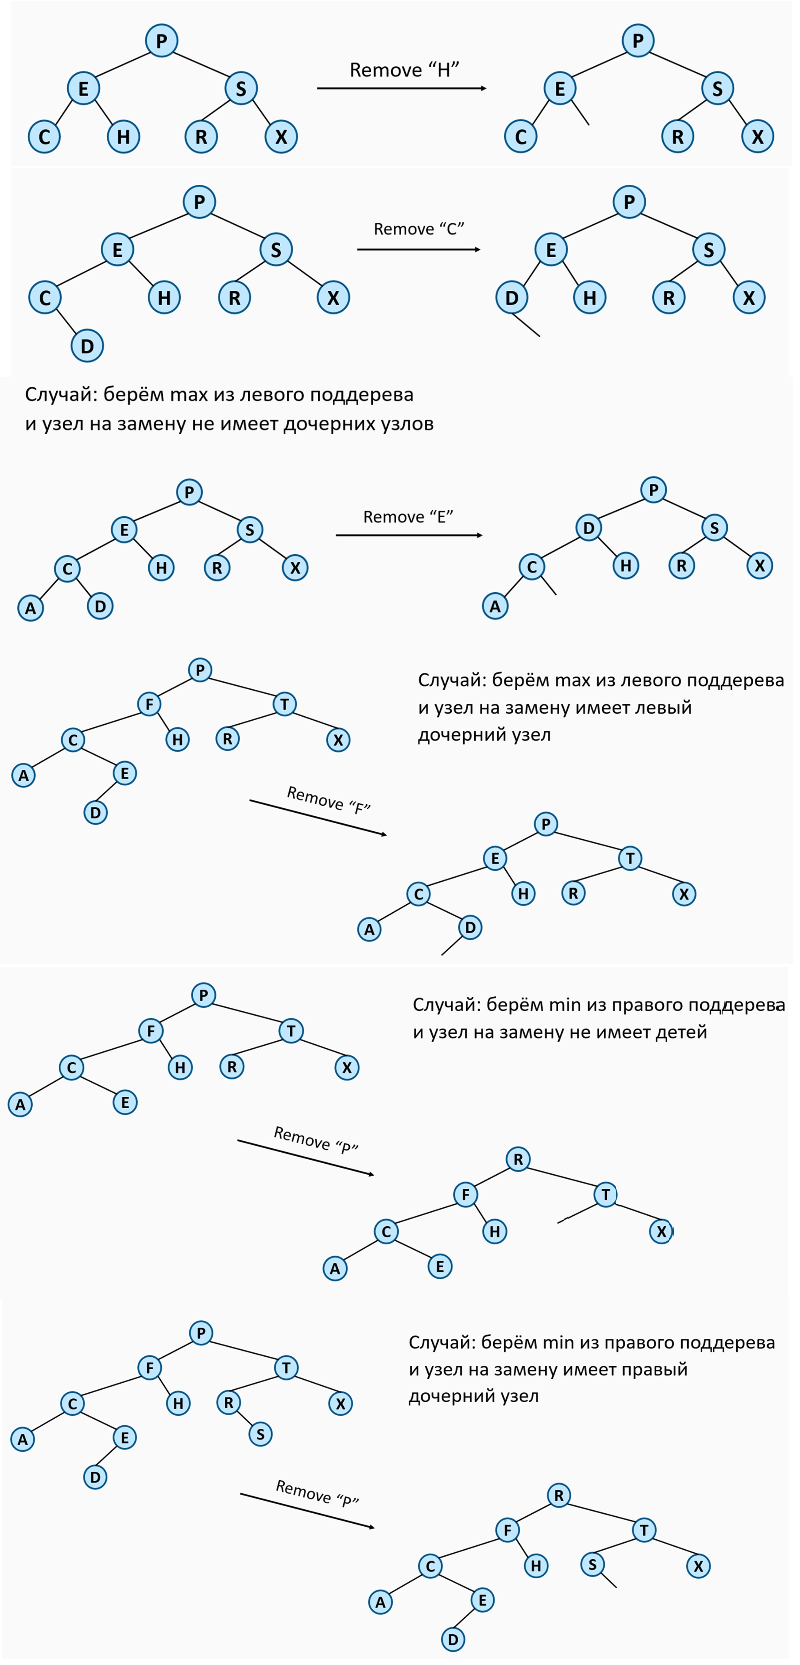 P
E S
C H R X
Remove “H”
P
E S
C R X
P
E S
C H R X
D
Remove “C”
P
E S
D H R X
Случай: берём max из левого поддерева
и узел на замену не имеет дочерних узлов
P
E S
C H R X
A D
Remove “E”
P
D S
C H R X
A
P
F T
C H R X
A E
D
Случай: берём max из левого поддерева
и узел на замену имеет левый
дочерний узел
Remove “F”
P
E T
C H R X
A D
P
F T
C H R X
A E
Случай: берём min из правого поддерева
и узел на замену не имеет детей
Remove “P”
R
F T
C H X
A E
P
F T
C H R X
A E S
D
Случай: берём min из правого поддерева
и узел на замену имеет правый
дочерний узел
Remove “P”
R
F T
C H S X
A E
D